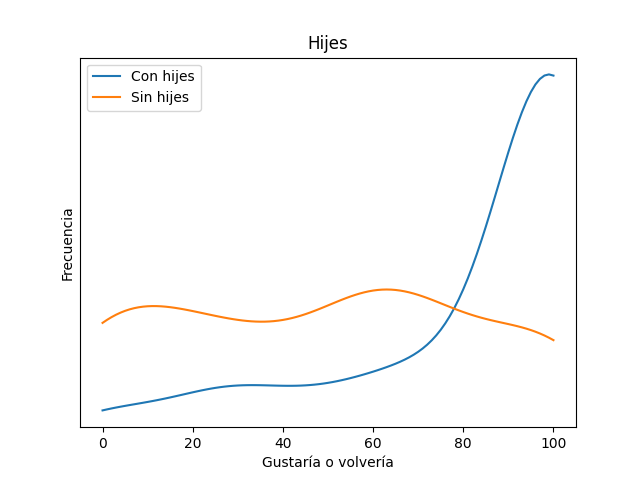 Hijes
Con hijes
Sin hijes
Frecuencia
0 20 40 60 80 100
Gustaría o volvería